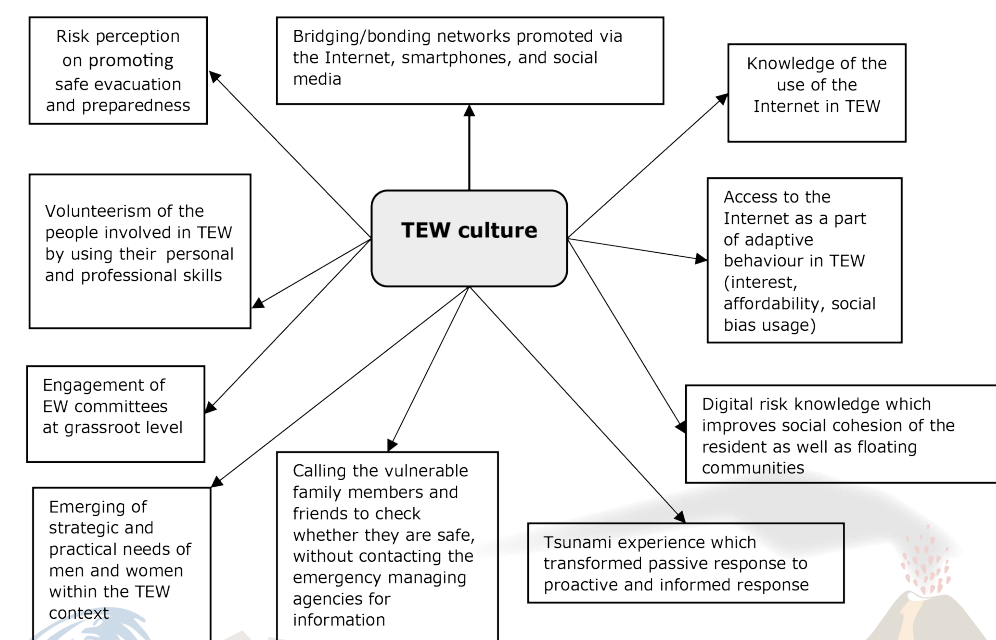 Risk perception
on promoting
safe evacuation
and preparedness
Bridging/bonding networks promoted via
the Internet, smartphones, and social
media
Knowledge of the
use of the
Internet in TEW
Volunteerism of the
people involved in TEW
by using their personal
and professional skills
TEW culture
Access to the
Internet as a part
of adaptive
behaviour in TEW
(interest,
affordability, social
bias usage)
Engagement of
EW committees
at grassroot level
Digital risk knowledge which
improves social cohesion of the
resident as well as floating
communities
Emerging of
strategic and
practical needs of
men and women
within the TEW
context
Calling the vulnerable
family members and
friends to check
whether they are safe,
without contacting the
emergency managing
agencies for
information
Tsunami experience which
transformed passive response to
proactive and informed response